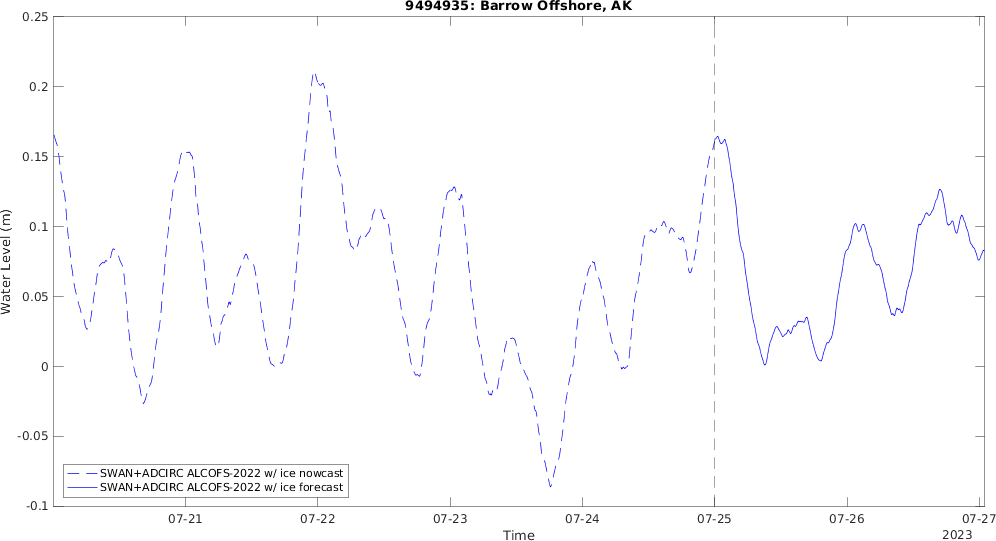 9494935: Barrow Offshore, AK
0.25
0.2
0.15
0.1
0.05
0
-0.05
-0.1
Water Level (m)
SWAN+ADCIRC ALCOFS-2022 w/ ice nowcast
SWAN+ADCIRC ALCOFS-2022 w/ ice forecast
07-21 07-22 07-23 07-24 07-25 07-26 07-27
Time
2023